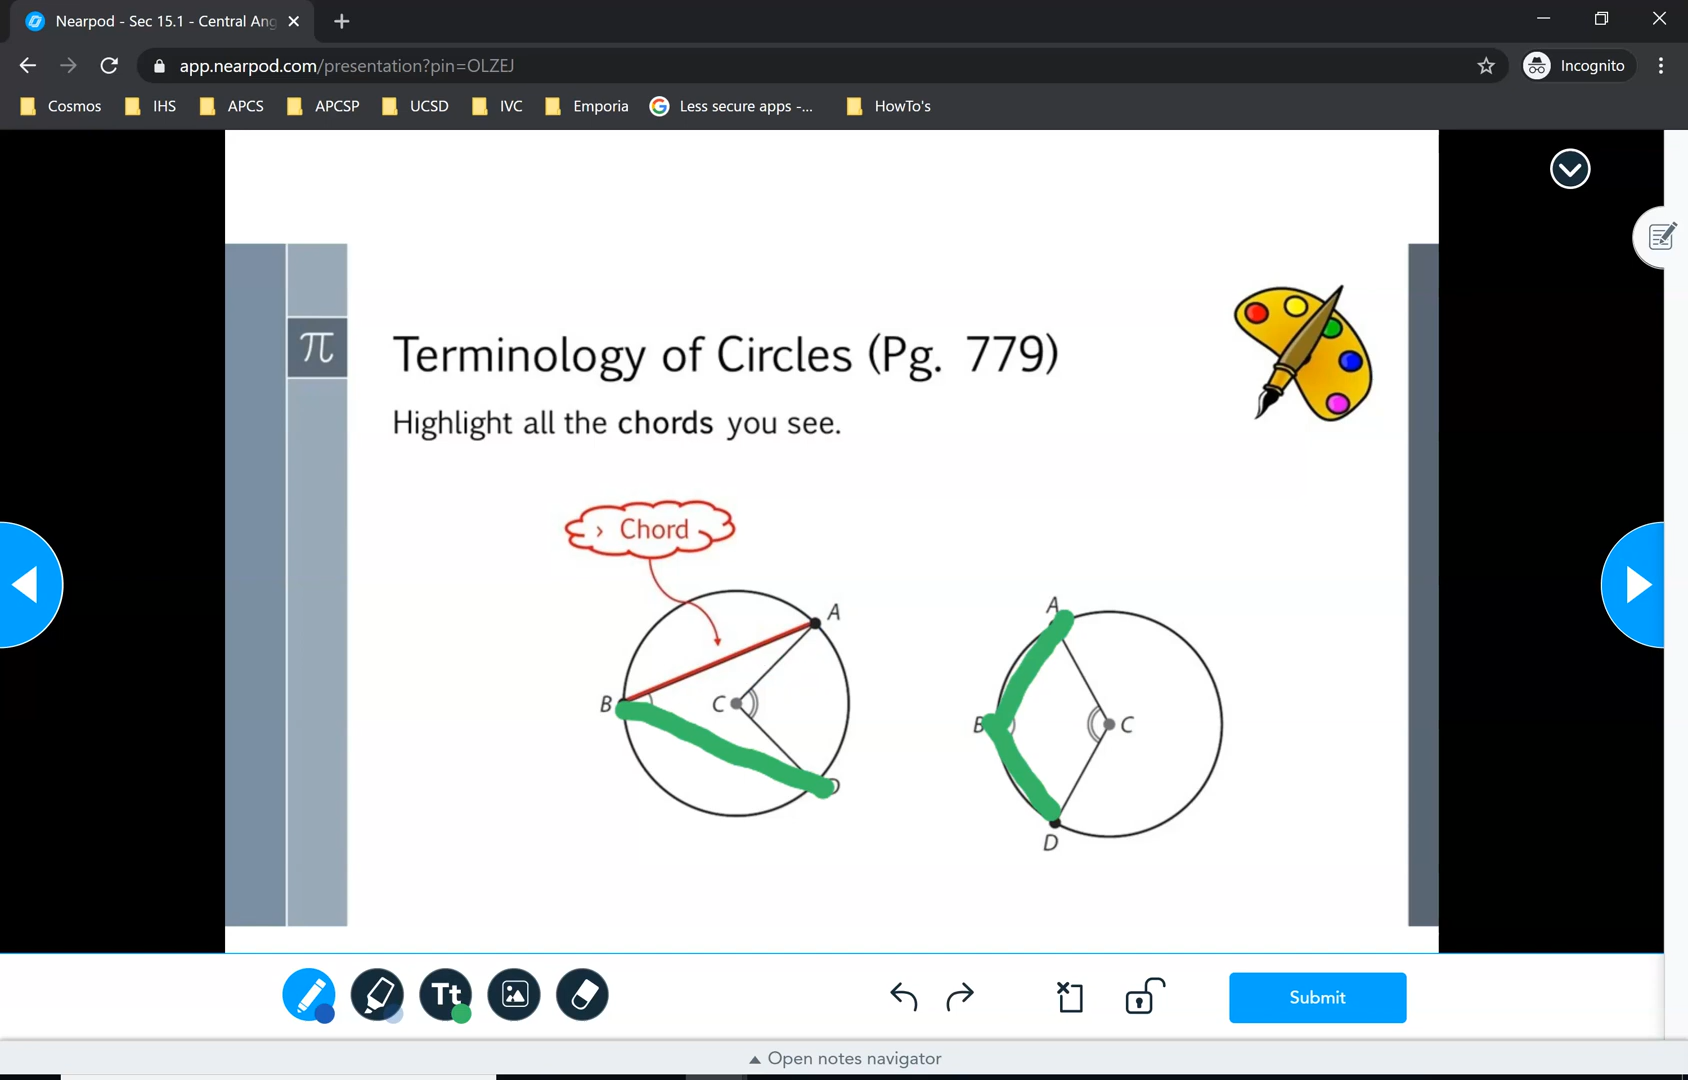 Nearpod - Sec 15.1 - Central Ang
app.nearpod.com/presentation?pin=OLZEJ
Incognito
Cosmos IHS APCS APCSP UCSD IVC Emporia Less secure apps -... HowTo's
π
Terminology of Circles (Pg. 779)
Highlight all the chords you see.
› Chord
A
B
C
D
A
B
C
D
Tt
Submit
Open notes navigator